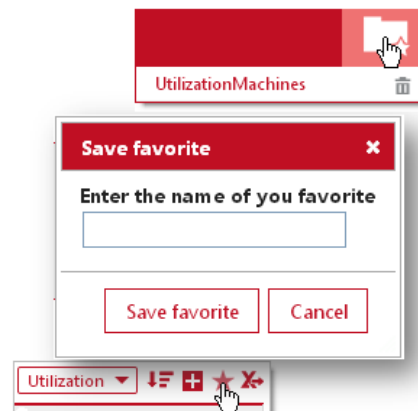 UtilizationMachines
Save favorite
Enter the name of you favorite
Save favorite Cancel
Utilization